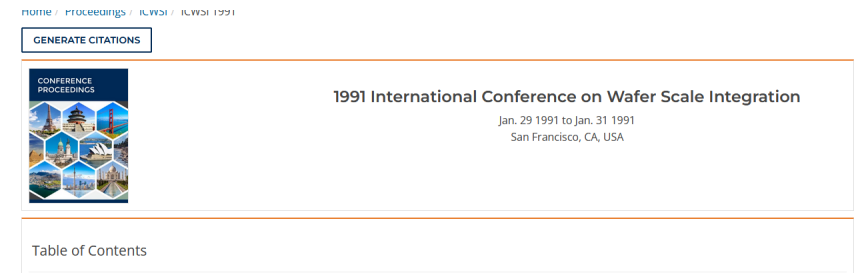 Home / Proceedings / ICWSI / ICWSI 1991
GENERATE CITATIONS
CONFERENCE
PROCEEDINGS
1991 International Conference on Wafer Scale Integration
Jan. 29 1991 to Jan. 31 1991
San Francisco, CA, USA
Table of Contents